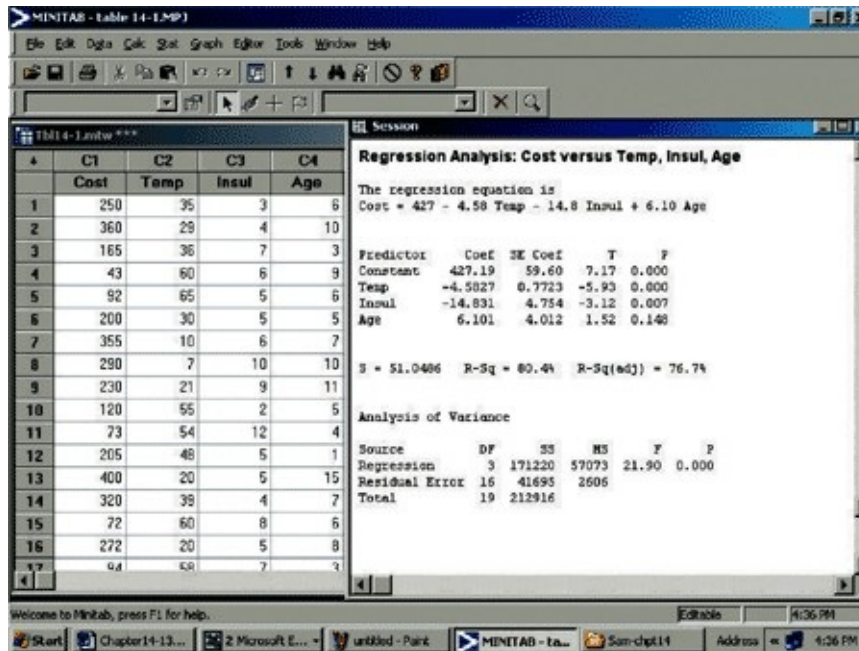 MINITAB - table 14-1.MPJ
File Edit Data Calc Stat Graph Editor Tools Window Help
Tbl14-1.mtw ***
C1 C2 C3 C4
Cost Temp Insul Age
1 250 35 3 6
2 360 29 4 10
3 165 36 7 3
4 43 60 6 9
5 92 65 5 6
6 200 30 5 5
7 355 10 6 7
8 290 7 10 10
9 230 21 9 11
10 120 55 2 5
11 73 54 12 4
12 205 48 5 1
13 400 20 5 15
14 320 39 4 7
15 72 60 8 6
16 272 20 5 8
17 94 58 7 3
Session
Regression Analysis: Cost versus Temp, Insul, Age
The regression equation is
Cost = 427 - 4.58 Temp - 14.8 Insul + 6.10 Age
Predictor Coef SE Coef T P
Constant 427.19 59.60 7.17 0.000
Temp -4.5827 0.7723 -5.93 0.000
Insul -14.831 4.754 -3.12 0.007
Age 6.101 4.012 1.52 0.148
S = 51.0486 R-Sq = 80.4% R-Sq(adj) = 76.7%
Analysis of Variance
Source DF SS MS F P
Regression 3 171220 57073 21.90 0.000
Residual Error 16 41695 2606
Total 19 212916
Welcome to Minitab, press F1 for help.
Editable 4:36 PM
Start Chapter14-13... 2 Microsoft E... untitled - Paint MINITAB - ta... Sam-chpt14 Address « 4:36 PM